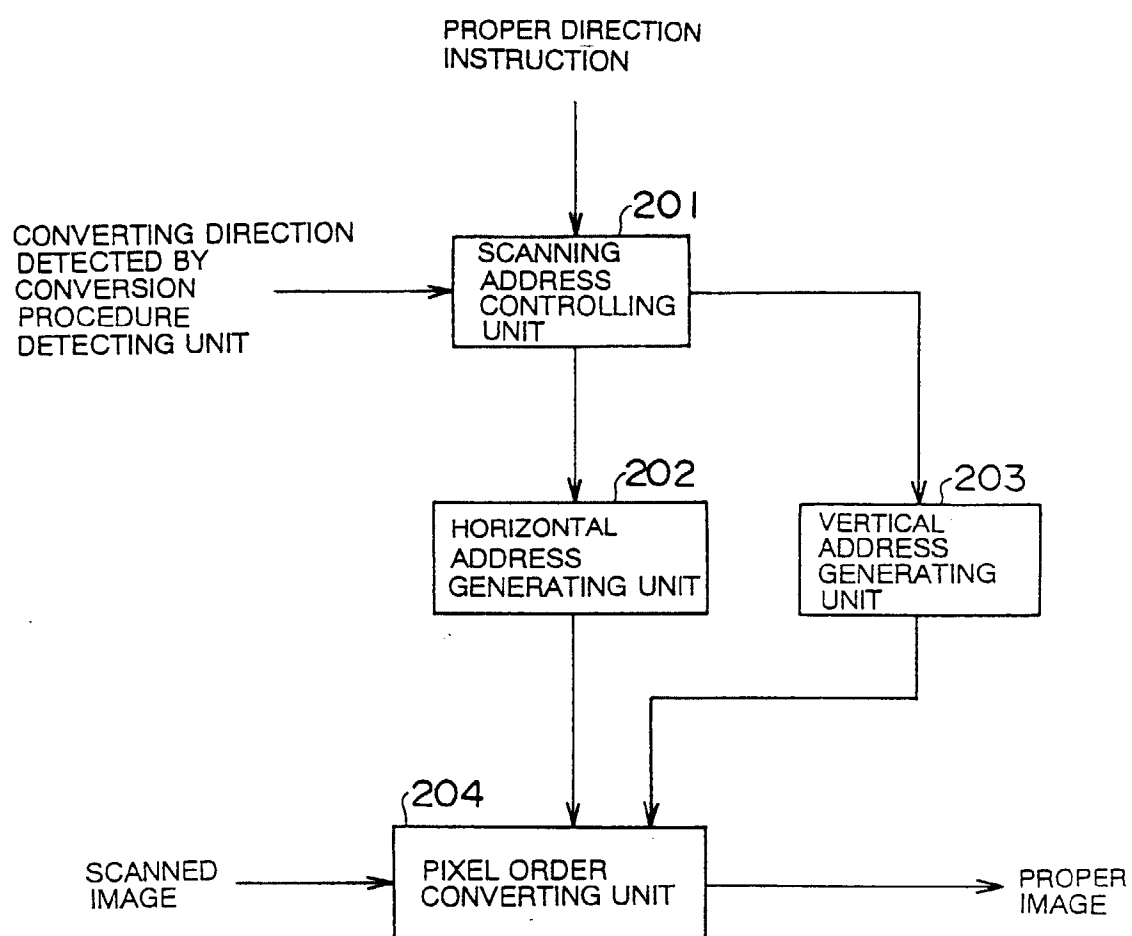 PROPER DIRECTION
INSTRUCTION
201
CONVERTING DIRECTION
DETECTED BY
CONVERSION
PROCEDURE
DETECTING UNIT
SCANNING
ADDRESS
CONTROLLING
UNIT
202
HORIZONTAL
ADDRESS
GENERATING UNIT
203
VERTICAL
ADDRESS
GENERATING
UNIT
204
SCANNED
IMAGE
PIXEL ORDER
CONVERTING UNIT
PROPER
IMAGE